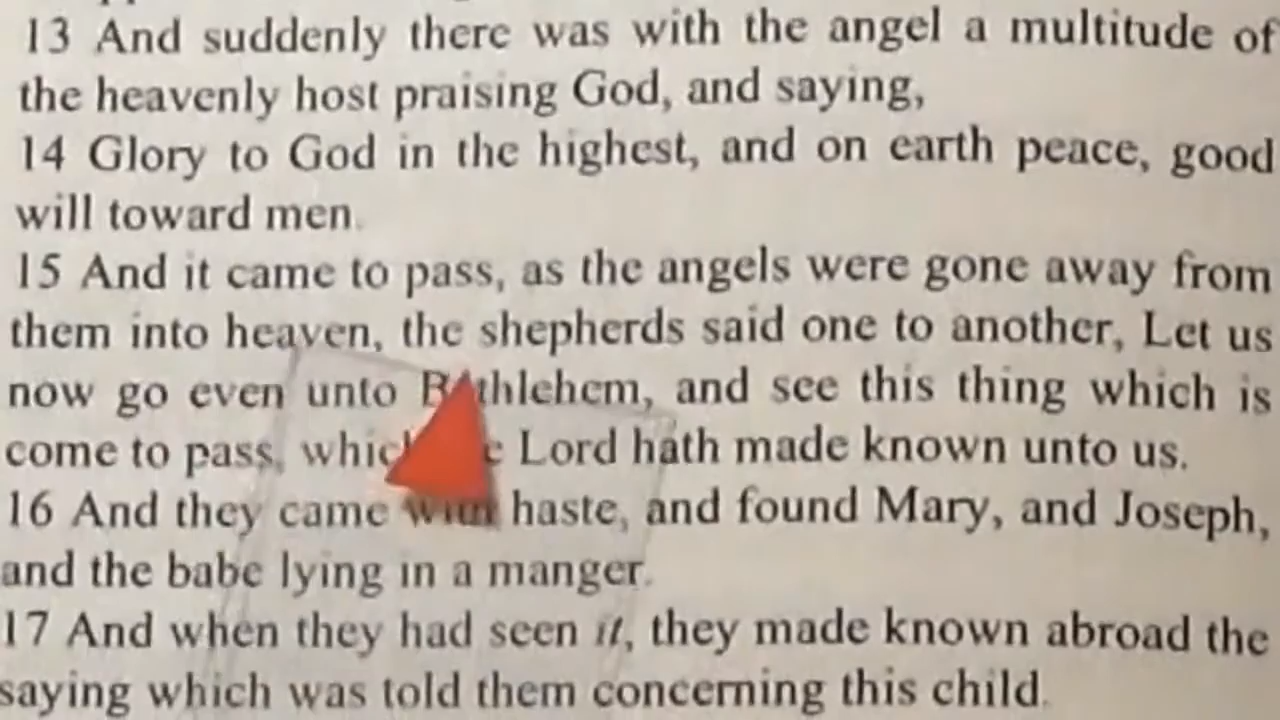 13 And suddenly there was with the angel a multitude of
the heavenly host praising God, and saying,
14 Glory to God in the highest, and on earth peace, good
will toward men.
15 And it came to pass, as the angels were gone away from
them into heaven, the shepherds said one to another, Let us
now go even unto Bethlehem, and see this thing which is
come to pass, which the Lord hath made known unto us.
16 And they came with haste, and found Mary, and Joseph,
and the babe lying in a manger.
17 And when they had seen it, they made known abroad the
saying which was told them concerning this child.